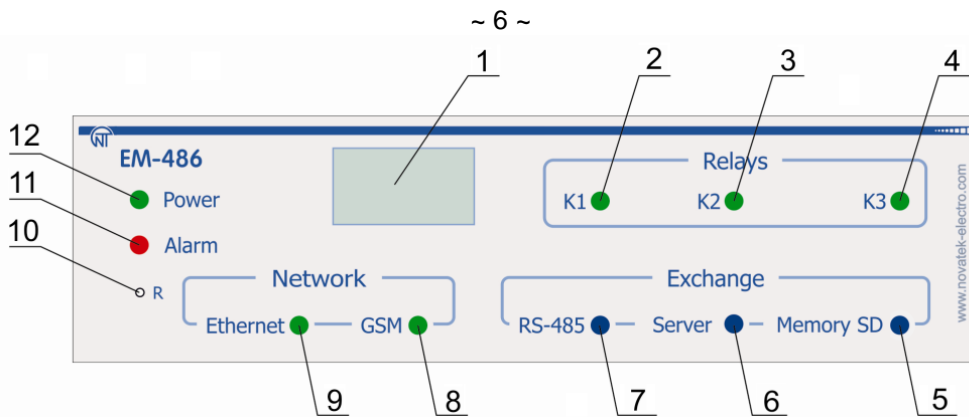 ~ 6 ~
1 2 3 4
NT
EM-486
12 Power
11 Alarm
10 R
Relays
K1 K2 K3
www.novatek-electro.com
Network
Ethernet GSM
Exchange
RS-485 Server Memory SD
9 8 7 6 5